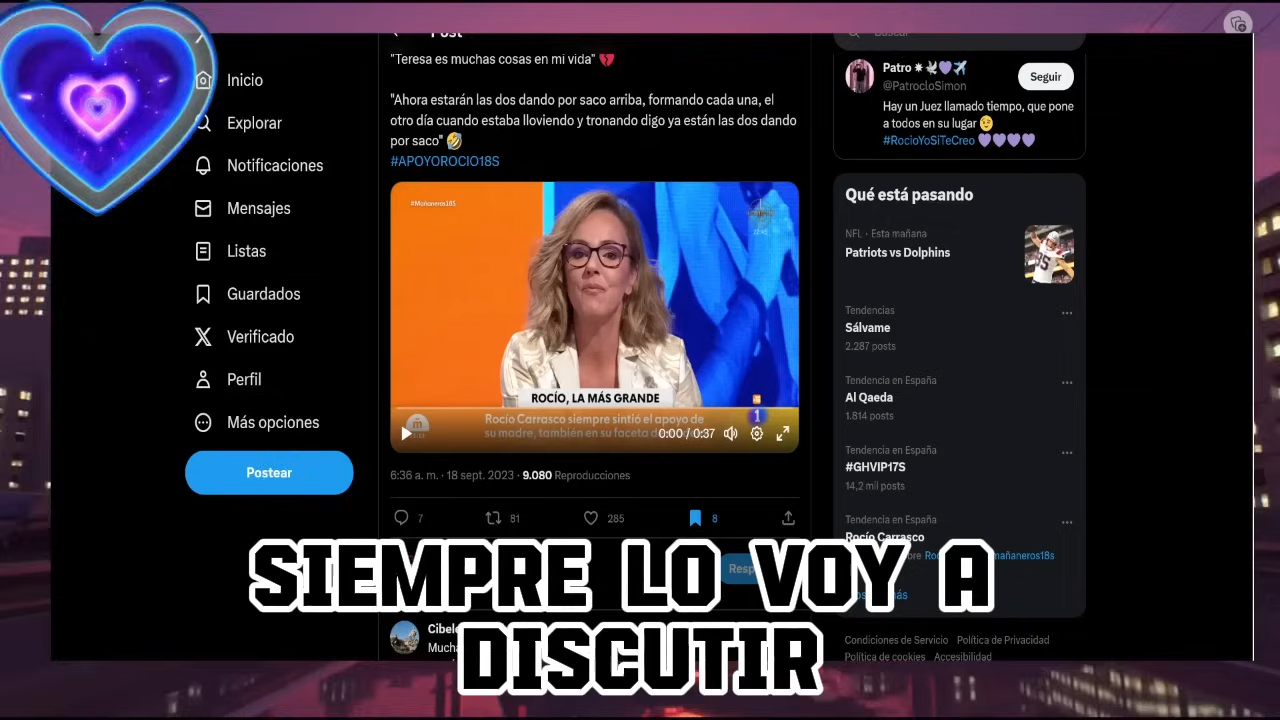 Post
Buscar
Inicio
Explorar
Notificaciones
Mensajes
Listas
Guardados
Verificado
Perfil
Más opciones
Postear
"Teresa es muchas cosas en mi vida" 💔
"Ahora estarán las dos dando por saco arriba, formando cada una, el
otro día cuando estaba lloviendo y tronando digo ya están las dos dando
por saco" 🤣
#APOYOROCIO18S
#Mañaneros18S
ROCÍO, LA MÁS GRANDE
Rocío Carrasco siempre sintió el apoyo de
su madre, también en su faceta
0:00 / 0:37
1
6:36 a. m. · 18 sept. 2023 · 9.080 Reproducciones
7
81
285
8
Patro ✷🕊💜✈️
@PatrocloSimon
Seguir
Hay un Juez llamado tiempo, que pone
a todos en su lugar 😉
#RocioYoSiTeCreo 💜💜💜💜
Qué está pasando
NFL · Esta mañana
Patriots vs Dolphins
Tendencias
Sálvame
2.287 posts
Tendencia en España
Al Qaeda
1.814 posts
Tendencia en España
#GHVIP17S
14,2 mil posts
Tendencia en España
Rocío Carrasco
SIEMPRE LO VOY A
DISCUTIR
Condiciones de Servicio Política de Privacidad
Política de cookies Accesibilidad